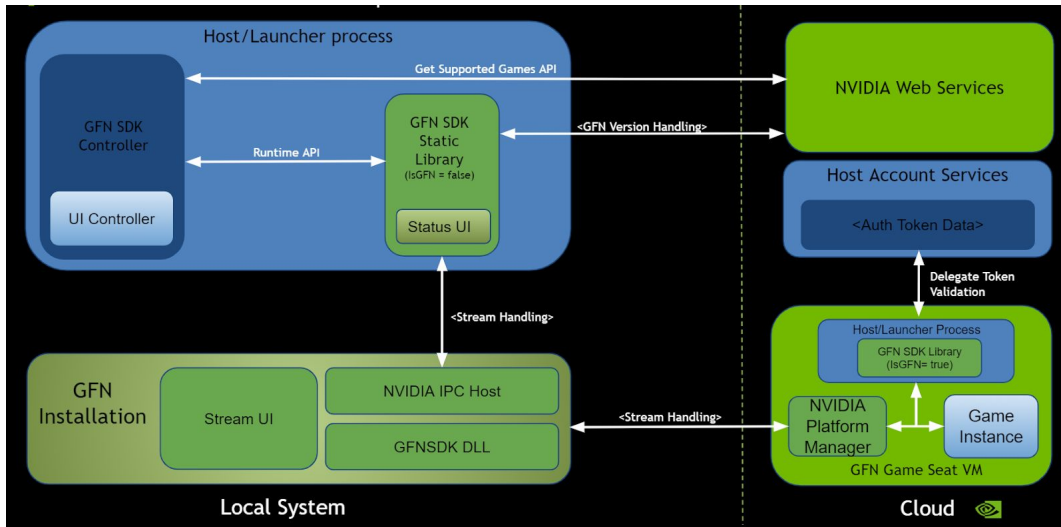 Host/Launcher process
Get Supported Games API
NVIDIA Web Services
GFN SDK
Controller
GFN SDK
Static
Library
(IsGFN = false)
<GFN Version Handling>
Runtime API
UI Controller
Status UI
Host Account Services
<Auth Token Data>
Delegate Token
Validation
<Stream Handling>
Host/Launcher Process
GFN SDK Library
(IsGFN= true)
GFN
Installation
Stream UI
NVIDIA IPC Host
GFNSDK DLL
<Stream Handling>
NVIDIA
Platform
Manager
Game
Instance
GFN Game Seat VM
Local System
Cloud